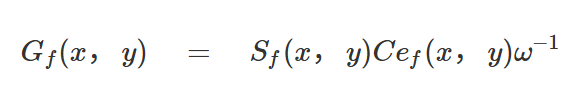 G_f(x, y) = S_f(x, y)Ce_f(x, y)ω^{-1}